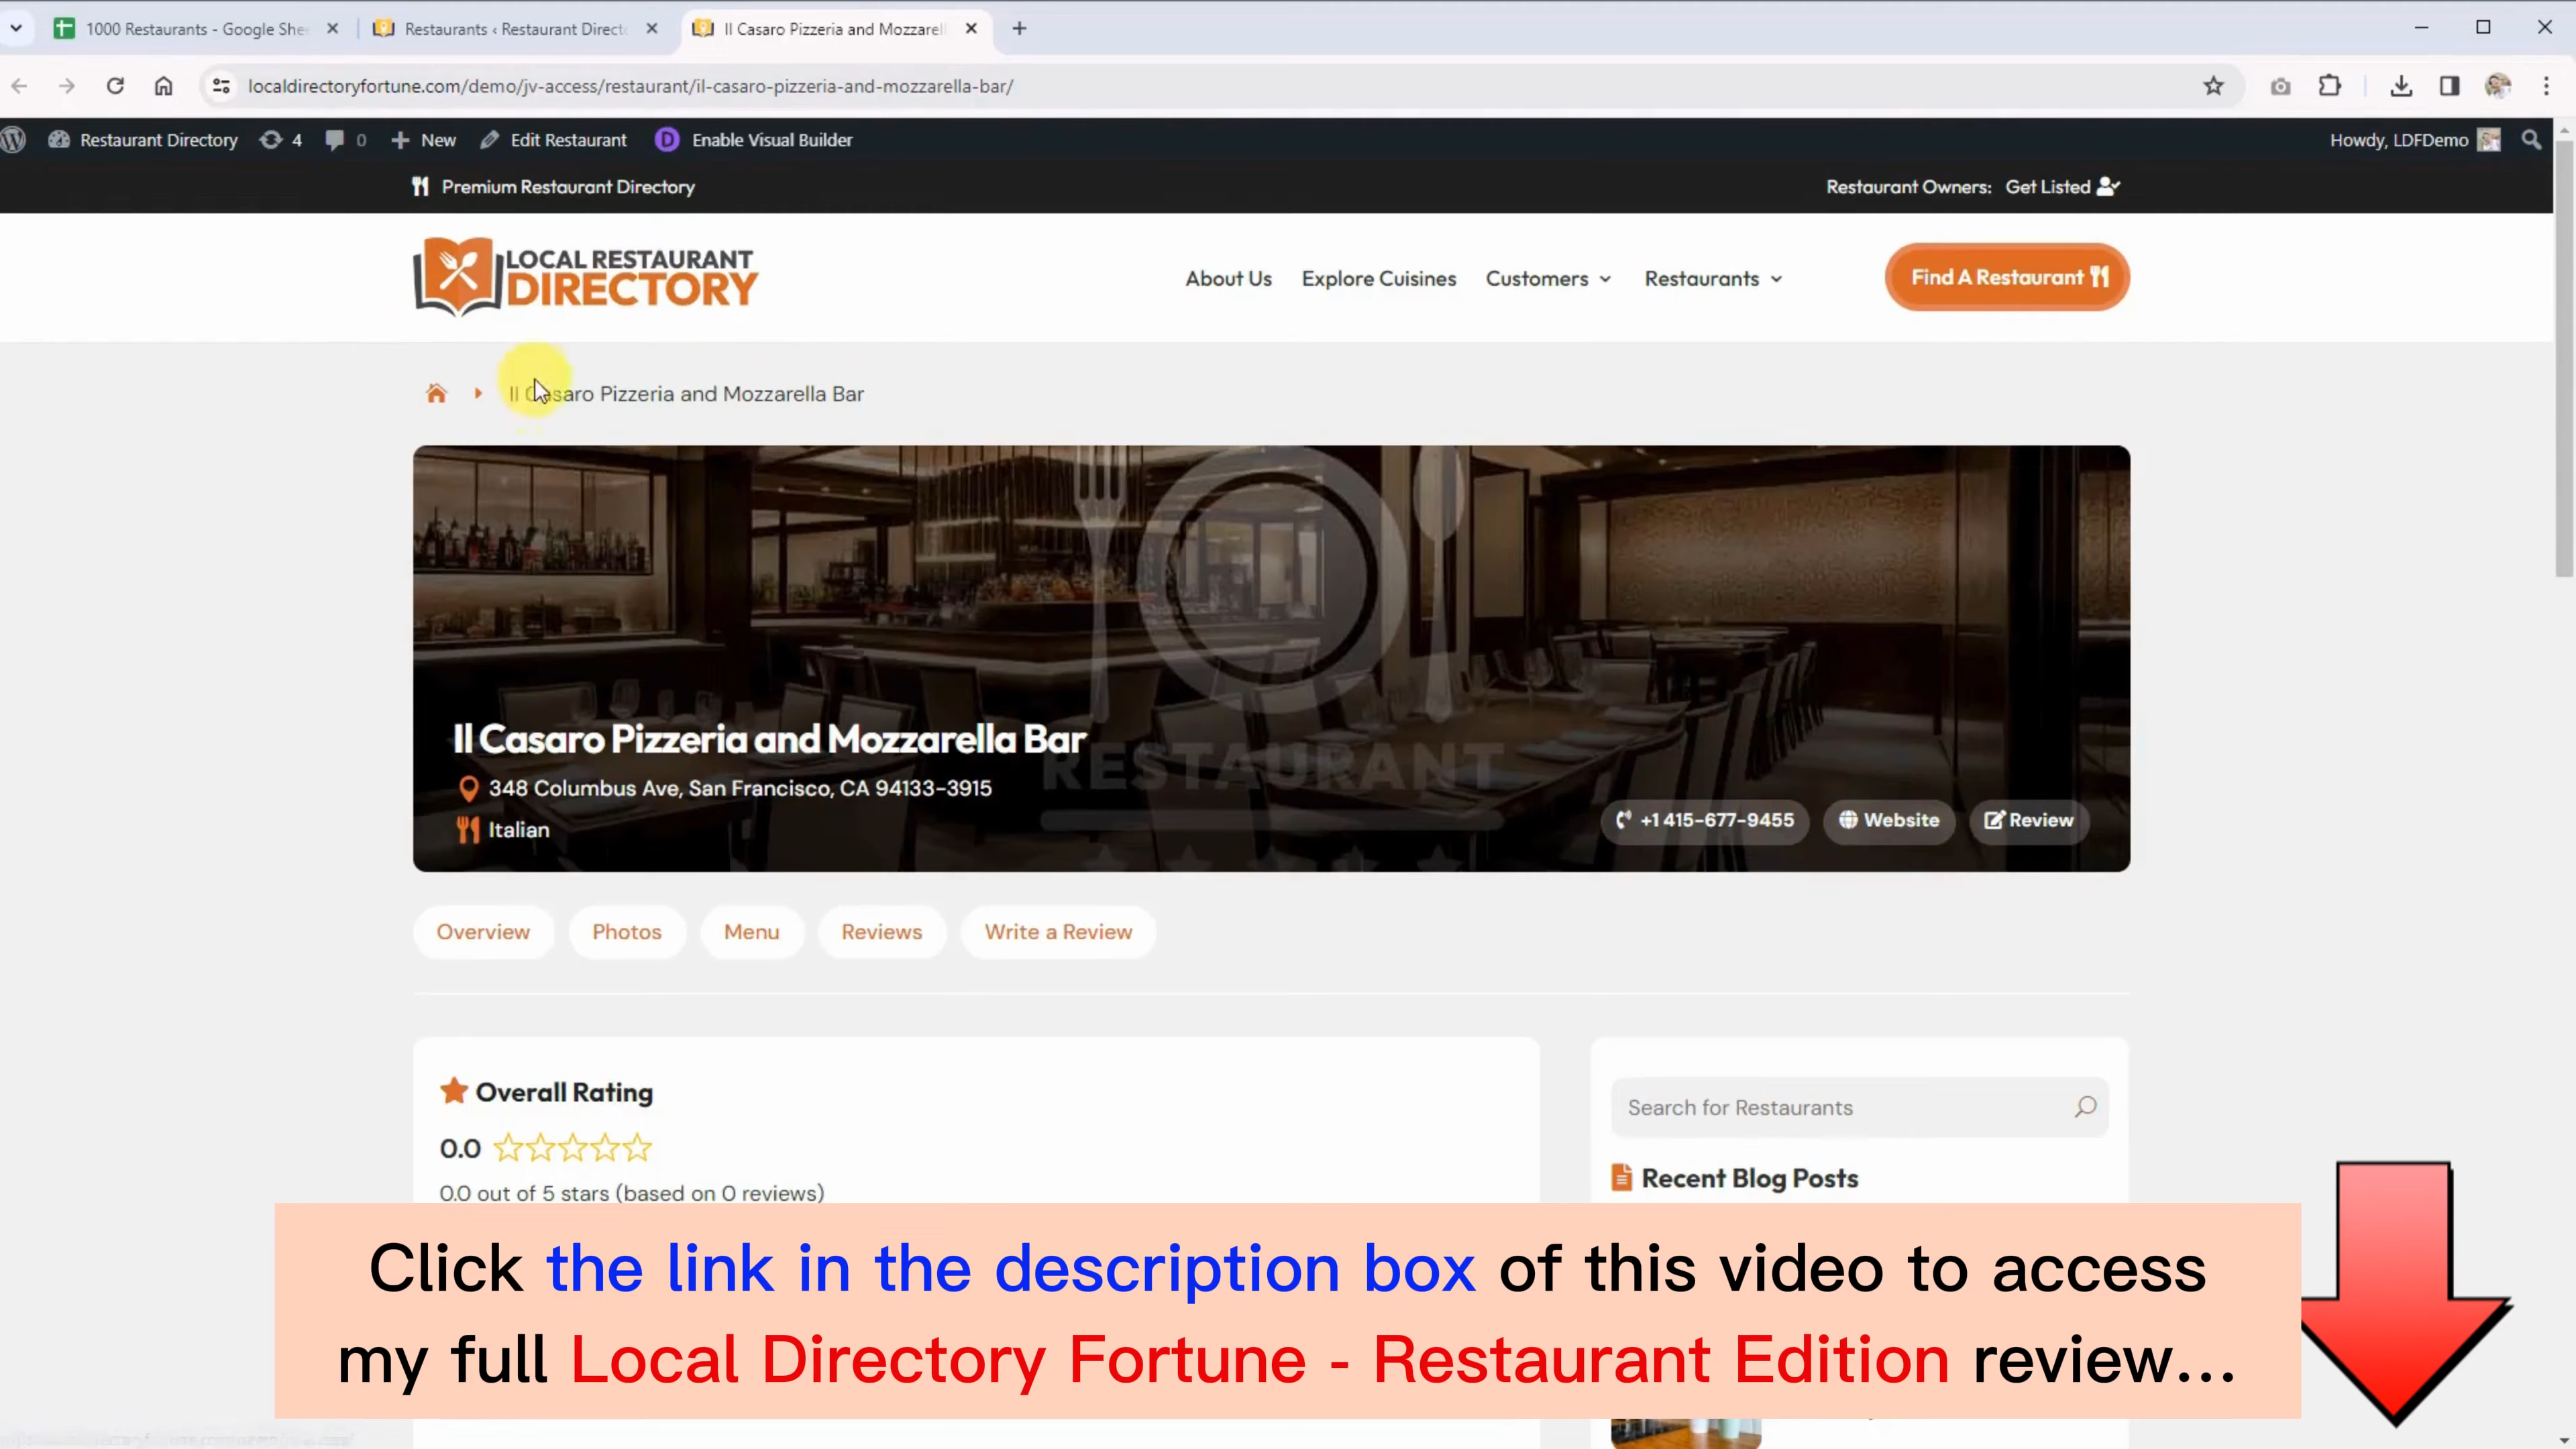 1000 Restaurants - Google She
Restaurants ‹ Restaurant Direct
Il Casaro Pizzeria and Mozzarel
localdirectoryfortune.com/demo/jv-access/restaurant/il-casaro-pizzeria-and-mozzarella-bar/
Restaurant Directory 4 0 New Edit Restaurant D Enable Visual Builder Howdy, LDFDemo
Premium Restaurant Directory Restaurant Owners: Get Listed
LOCAL RESTAURANT
DIRECTORY
About Us Explore Cuisines Customers Restaurants Find A Restaurant
Il Casaro Pizzeria and Mozzarella Bar
Il Casaro Pizzeria and Mozzarella Bar
RESTAURANT
348 Columbus Ave, San Francisco, CA 94133-3915
Italian
+1 415-677-9455 Website Review
Overview Photos Menu Reviews Write a Review
Overall Rating
0.0
0.0 out of 5 stars (based on 0 reviews)
Search for Restaurants
Recent Blog Posts
Click the link in the description box of this video to access
my full Local Directory Fortune - Restaurant Edition review...